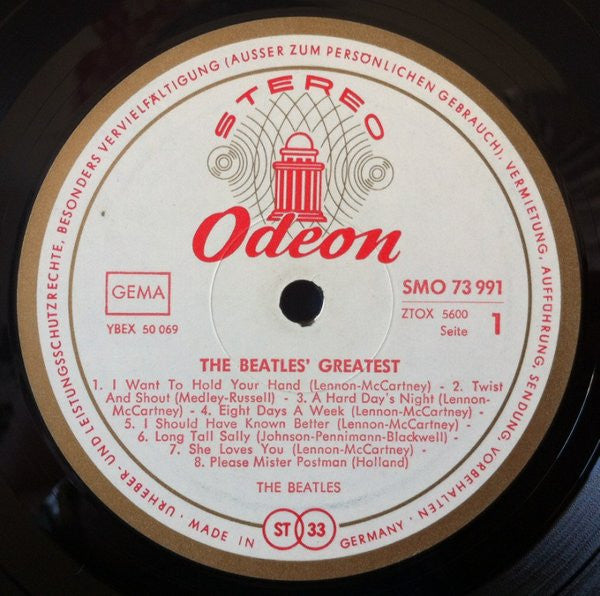 URHEBER- UND LEISTUNGSSCHUTZRECHTE, BESONDERS VERVIELFÄLTIGUNG (AUSSER ZUM PERSÖNLICHEN GEBRAUCH), VERMIETUNG, AUFFÜHRUNG, SENDUNG, VORBEHALTEN ·
STEREO
Odeon
GEMA
YBEX 50 069
SMO 73 991
ZTOX 5600
Seite 1
THE BEATLES' GREATEST
1. I Want To Hold Your Hand (Lennon-McCartney) - 2. Twist
And Shout (Medley-Russell) - 3. A Hard Day's Night (Lennon-
McCartney) - 4. Eight Days A Week (Lennon-McCartney) -
5. I Should Have Known Better (Lennon-McCartney) -
6. Long Tall Sally (Johnson-Pennimann-Blackwell) -
7. She Loves You (Lennon-McCartney) -
8. Please Mister Postman (Holland)
THE BEATLES
· MADE IN GERMANY ·
ST 33